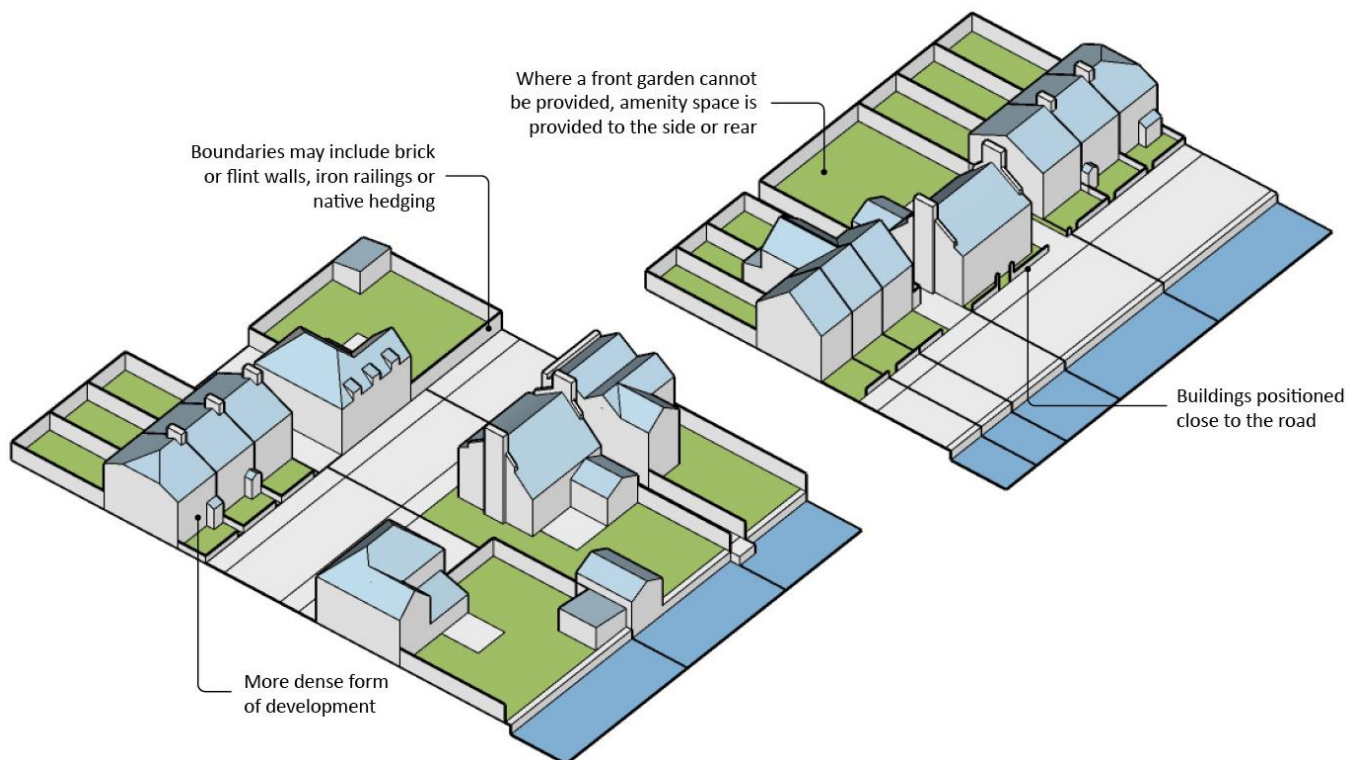 Where a front garden cannot
be provided, amenity space is
provided to the side or rear
Boundaries may include brick
or flint walls, iron railings or
native hedging
Buildings positioned
close to the road
More dense form
of development